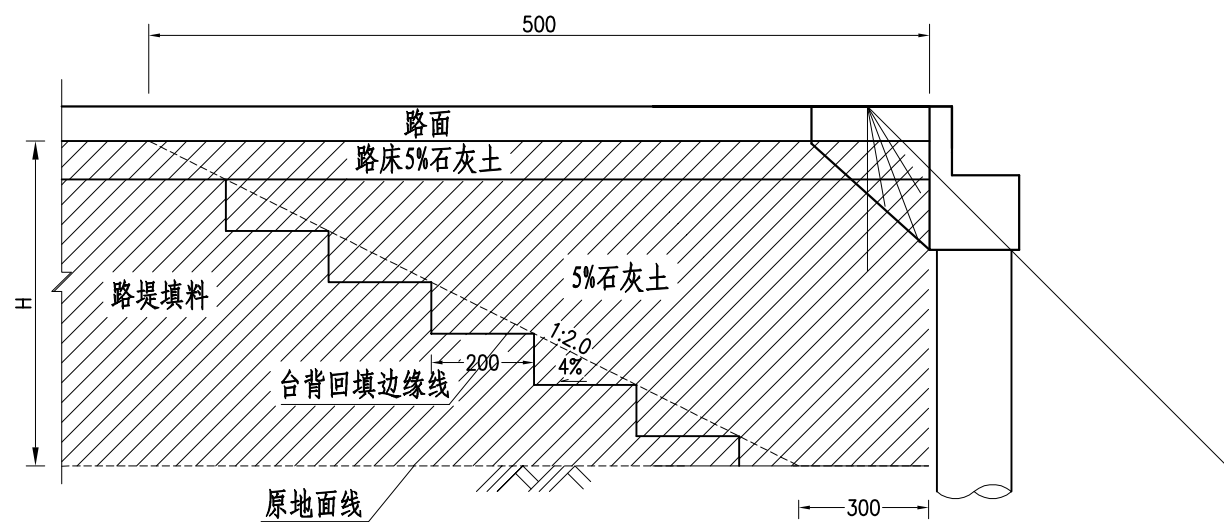 500
路面
路床5%石灰土
H
路堤填料
5%石灰土
1:2.0
200
4%
台背回填边缘线
原地面线
300